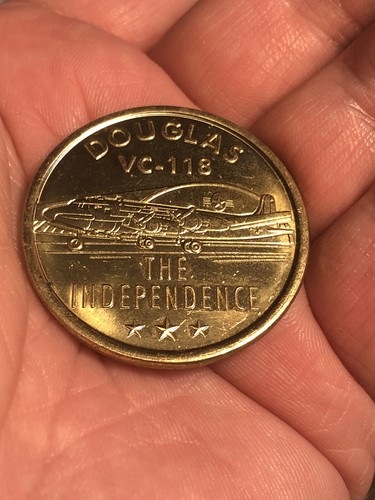 DOUGLAS
VC-118
THE
INDEPENDENCE